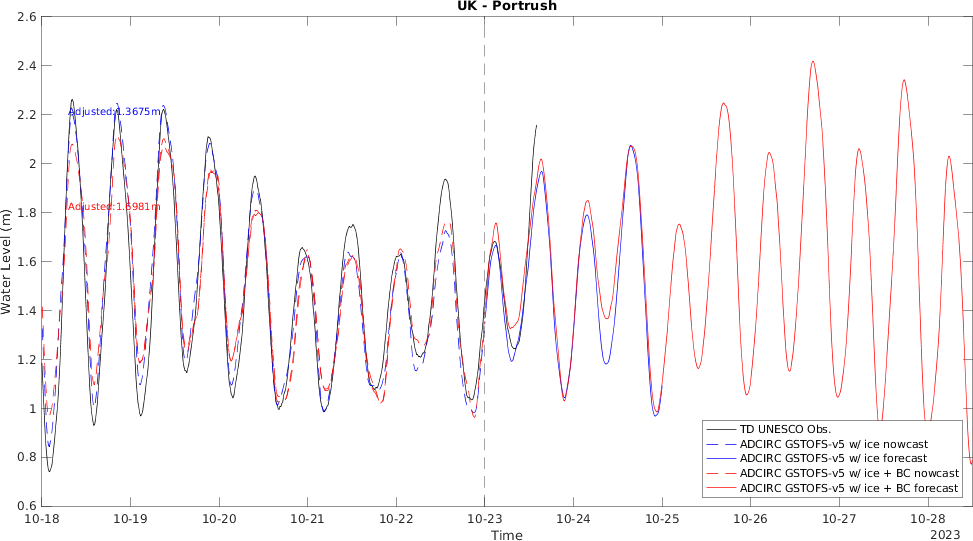 UK - Portrush
2.6
2.4
2.2
2
1.8
1.6
1.4
1.2
1
0.8
0.6
Water Level (m)
Adjusted:1.3675m
Adjusted:1.5981m
TD UNESCO Obs.
ADCIRC GSTOFS-v5 w/ ice nowcast
ADCIRC GSTOFS-v5 w/ ice forecast
ADCIRC GSTOFS-v5 w/ ice + BC nowcast
ADCIRC GSTOFS-v5 w/ ice + BC forecast
10-18 10-19 10-20 10-21 10-22 10-23 10-24 10-25 10-26 10-27 10-28
2023
Time